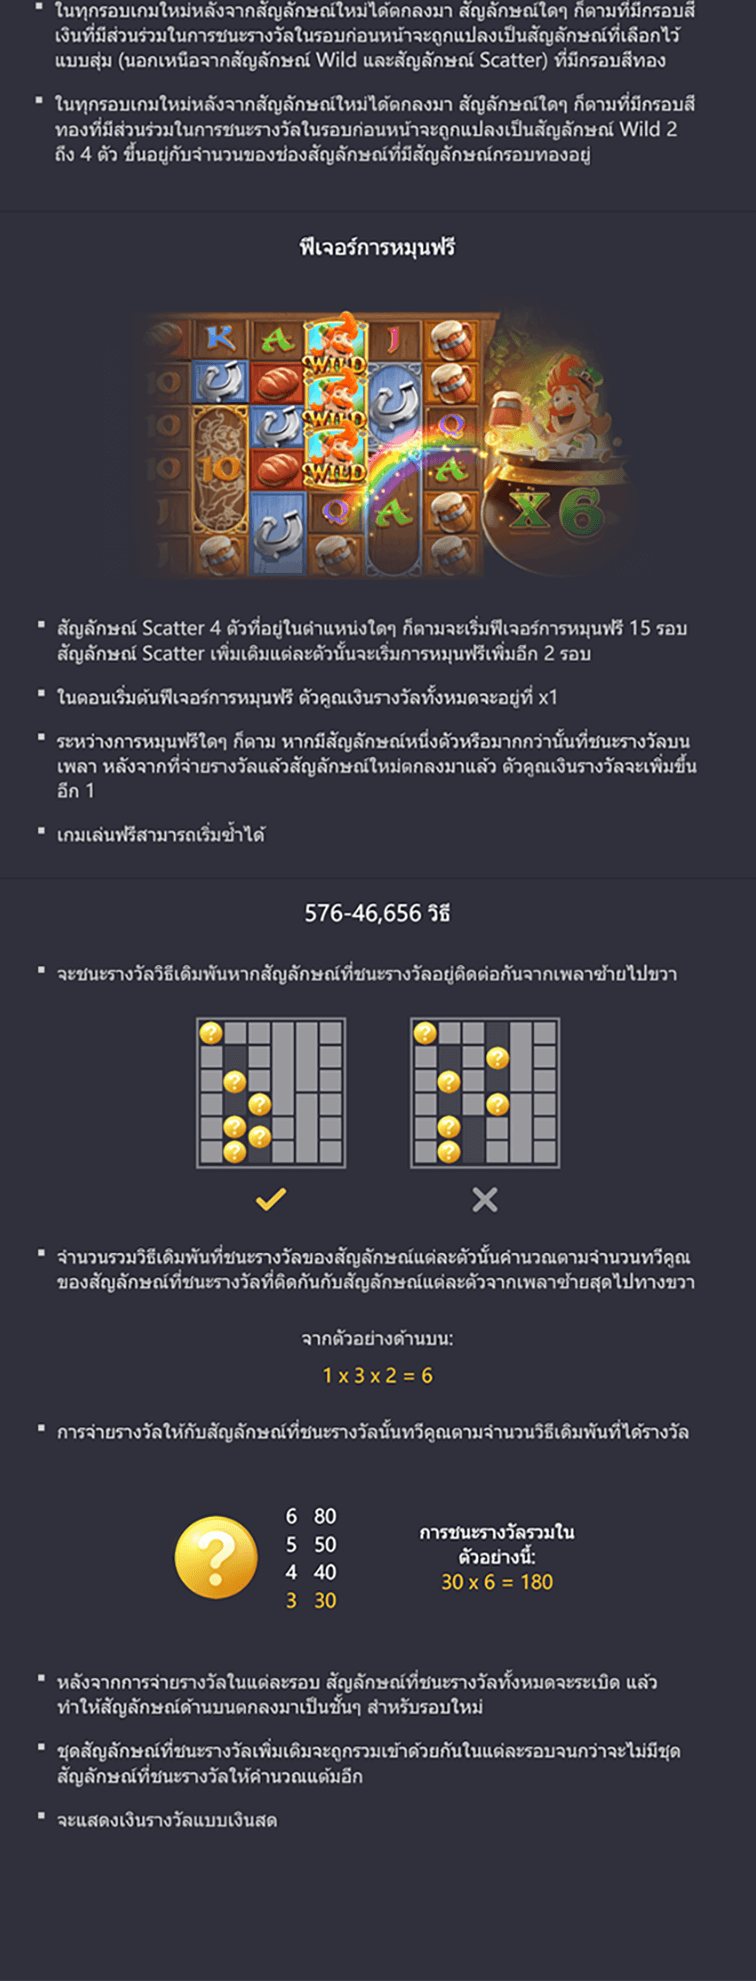 ในทุกรอบเกมใหม่หลังจากสัญลักษณ์ใหม่ได้ตกลงมา สัญลักษณ์ใดๆ ก็ตามที่มีกรอบสี
เงินที่มีส่วนร่วมในการชนะรางวัลในรอบก่อนหน้าจะถูกแปลงเป็นสัญลักษณ์ที่เลือกไว้
แบบสุ่ม (นอกเหนือจากสัญลักษณ์ Wild และสัญลักษณ์ Scatter) ที่มีกรอบสีทอง
ในทุกรอบเกมใหม่หลังจากสัญลักษณ์ใหม่ได้ตกลงมา สัญลักษณ์ใดๆ ก็ตามที่มีกรอบสี
ทองที่มีส่วนร่วมในการชนะรางวัลในรอบก่อนหน้าจะถูกแปลงเป็นสัญลักษณ์ Wild 2
ถึง 4 ตัว ขึ้นอยู่กับจำนวนของช่องสัญลักษณ์ที่มีสัญลักษณ์กรอบทองอยู่
ฟีเจอร์การหมุนฟรี
K A WILD J
10 WILD
10 WILD Q
10 10 WILD A
J Q A x6
สัญลักษณ์ Scatter 4 ตัวที่อยู่ในตำแหน่งใดๆ ก็ตามจะเริ่มฟีเจอร์การหมุนฟรี 15 รอบ
สัญลักษณ์ Scatter เพิ่มเติมแต่ละตัวนั้นจะเริ่มการหมุนฟรีเพิ่มอีก 2 รอบ
ในตอนเริ่มต้นฟีเจอร์การหมุนฟรี ตัวคูณเงินรางวัลทั้งหมดจะอยู่ที่ x1
ระหว่างการหมุนฟรีใดๆ ก็ตาม หากมีสัญลักษณ์หนึ่งตัวหรือมากกว่านั้นที่ชนะรางวัลบน
เพลา หลังจากที่จ่ายรางวัลแล้วสัญลักษณ์ใหม่ตกลงมาแล้ว ตัวคูณเงินรางวัลจะเพิ่มขึ้น
อีก 1
เกมเล่นฟรีสามารถเริ่มซ้ำได้
576-46,656 วิธี
จะชนะรางวัลวิธีเดิมพันหากสัญลักษณ์ที่ชนะรางวัลอยู่ติดต่อกันจากเพลาซ้ายไปขวา
จำนวนรวมวิธีเดิมพันที่ชนะรางวัลของสัญลักษณ์แต่ละตัวนั้นคำนวณตามจำนวนทวีคูณ
ของสัญลักษณ์ที่ชนะรางวัลที่ติดกันกับสัญลักษณ์แต่ละตัวจากเพลาซ้ายสุดไปทางขวา
จากตัวอย่างด้านบน:
1 x 3 x 2 = 6
การจ่ายรางวัลให้กับสัญลักษณ์ที่ชนะรางวัลนั้นทวีคูณตามจำนวนวิธีเดิมพันที่ได้รางวัล
6 80
5 50
4 40
3 30
การชนะรางวัลรวมใน
ตัวอย่างนี้:
30 x 6 = 180
หลังจากการจ่ายรางวัลในแต่ละรอบ สัญลักษณ์ที่ชนะรางวัลทั้งหมดจะระเบิด แล้ว
ทำให้สัญลักษณ์ด้านบนตกลงมาเป็นชั้นๆ สำหรับรอบใหม่
ชุดสัญลักษณ์ที่ชนะรางวัลเพิ่มเติมจะถูกรวมเข้าด้วยกันในแต่ละรอบจนกว่าจะไม่มีชุด
สัญลักษณ์ที่ชนะรางวัลให้คำนวณแต้มอีก
จะแสดงเงินรางวัลแบบเงินสด